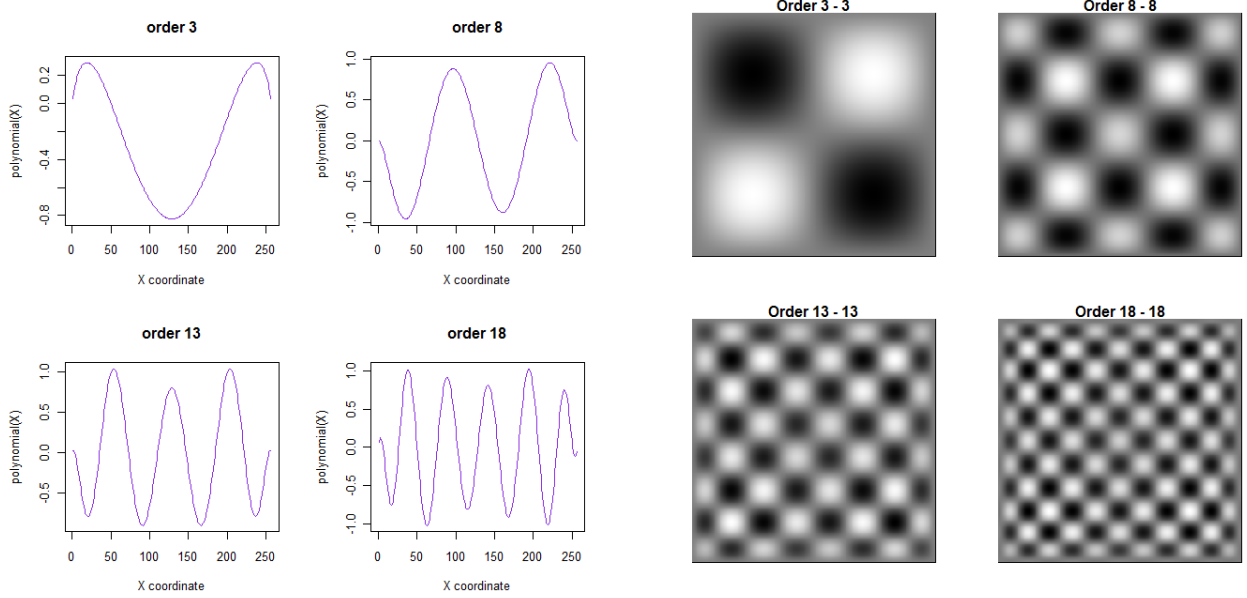 order 3
polynomial(X)
0.2
0.0
-0.4
-0.8
0 50 100 150 200 250
X coordinate
order 8
polynomial(X)
1.0
0.5
0.0
-0.5
-1.0
0 50 100 150 200 250
X coordinate
Order 3 - 3
Order 8 - 8
order 13
polynomial(X)
1.0
0.5
0.0
-0.5
0 50 100 150 200 250
X coordinate
order 18
polynomial(X)
1.0
0.5
0.0
-0.5
-1.0
0 50 100 150 200 250
X coordinate
Order 13 - 13
Order 18 - 18